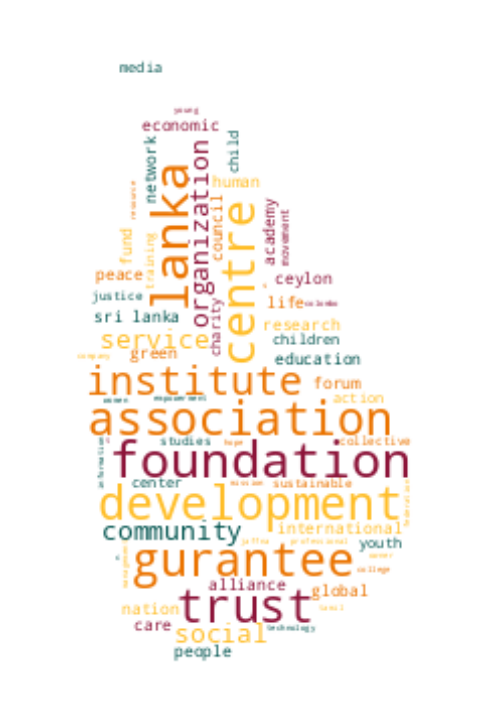 media
young
economic
network
child
lanka
organization
human
resource
council
centre
academy
movement
fund
training
peace
ceylon
justice
life
colombo
sri lanka
charity
research
service
children
company
green
education
institute
forum
women
empowerment
action
association
information
studies
hope
collective
foundation
center
mission
sustainable
development
federation
community
international
jaffna
professional
youth
gurantee
management
career
college
alliance
global
trust
nation
tamil
care
social
technology
people